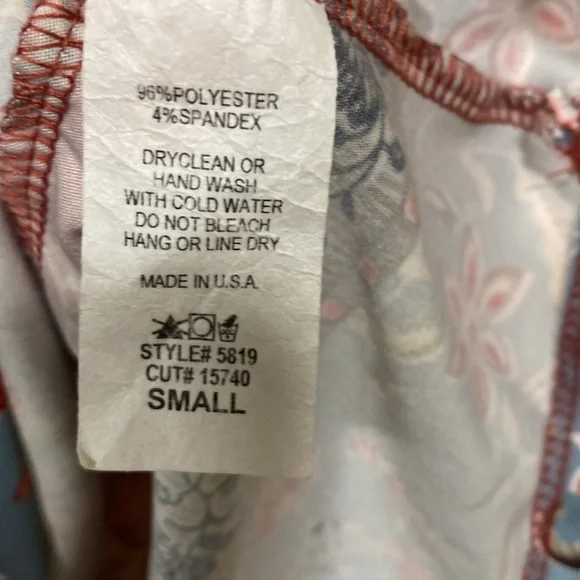 96%POLYESTER
4%SPANDEX
DRYCLEAN OR
HAND WASH
WITH COLD WATER
DO NOT BLEACH
HANG OR LINE DRY
MADE IN U.S.A.
STYLE# 5819
CUT# 15740
SMALL